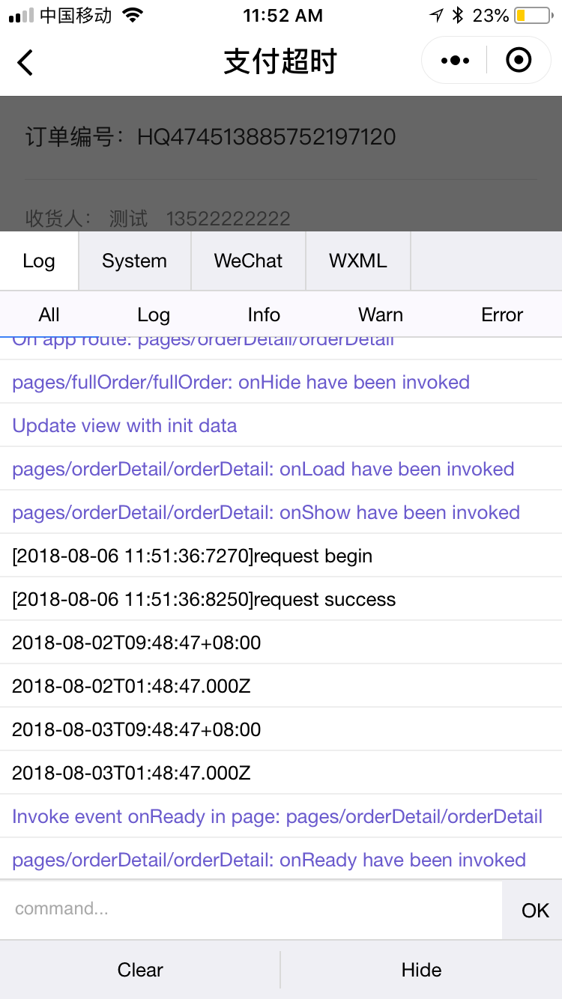 中国移动 11:52 AM 23%
支付超时
订单编号：HQ474513885752197120
收货人： 测试 13522222222
Log System WeChat WXML
All Log Info Warn Error
On app route: pages/orderDetail/orderDetail
pages/fullOrder/fullOrder: onHide have been invoked
Update view with init data
pages/orderDetail/orderDetail: onLoad have been invoked
pages/orderDetail/orderDetail: onShow have been invoked
[2018-08-06 11:51:36:7270]request begin
[2018-08-06 11:51:36:8250]request success
2018-08-02T09:48:47+08:00
2018-08-02T01:48:47.000Z
2018-08-03T09:48:47+08:00
2018-08-03T01:48:47.000Z
Invoke event onReady in page: pages/orderDetail/orderDetail
pages/orderDetail/orderDetail: onReady have been invoked
command... OK
Clear Hide